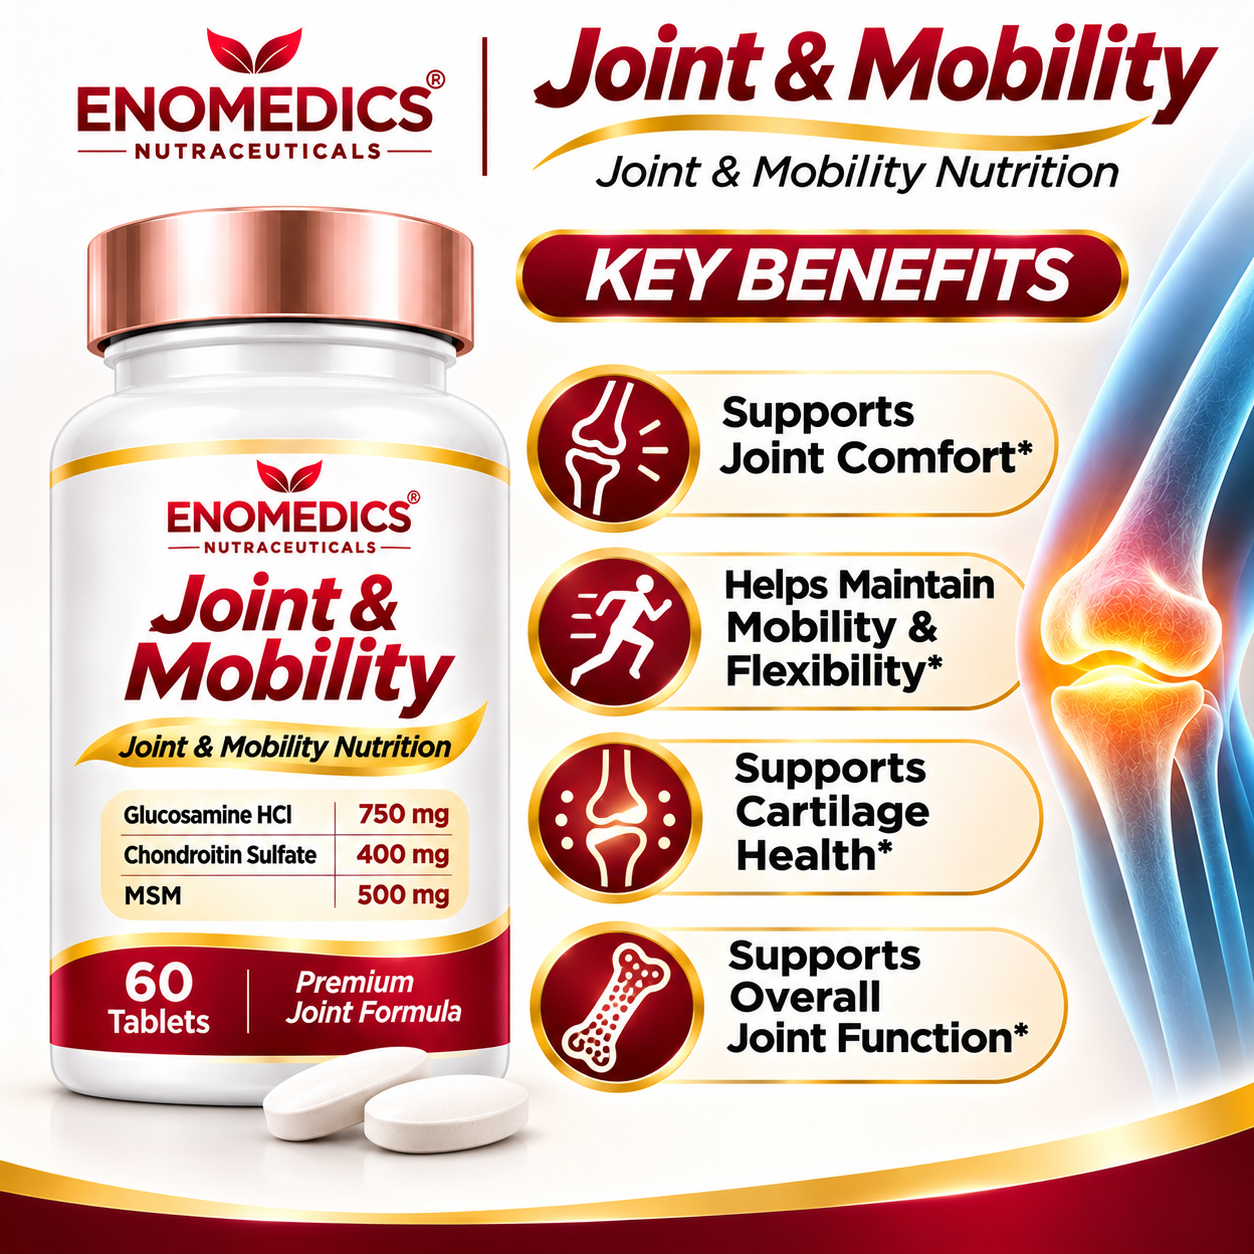 ENOMEDICS®
NUTRACEUTICALS
Joint & Mobility
Joint & Mobility Nutrition
KEY BENEFITS
Supports
Joint Comfort*
Helps Maintain
Mobility &
Flexibility*
Supports
Cartilage
Health*
Supports
Overall
Joint Function*
ENOMEDICS®
NUTRACEUTICALS
Joint &
Mobility
Joint & Mobility Nutrition
Glucosamine HCl 750 mg
Chondroitin Sulfate 400 mg
MSM 500 mg
60
Tablets
Premium
Joint Formula